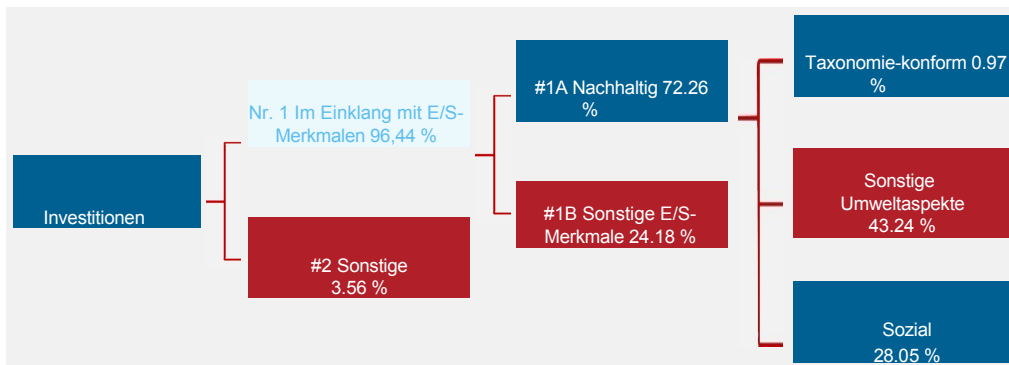 Investitionen
Nr. 1 Im Einklang mit E/S-
Merkmalen 96,44 %
#2 Sonstige
3.56 %
#1A Nachhaltig 72.26
%
#1B Sonstige E/S-
Merkmale 24.18 %
Taxonomie-konform 0.97
%
Sonstige
Umweltaspekte
43.24 %
Sozial
28.05 %